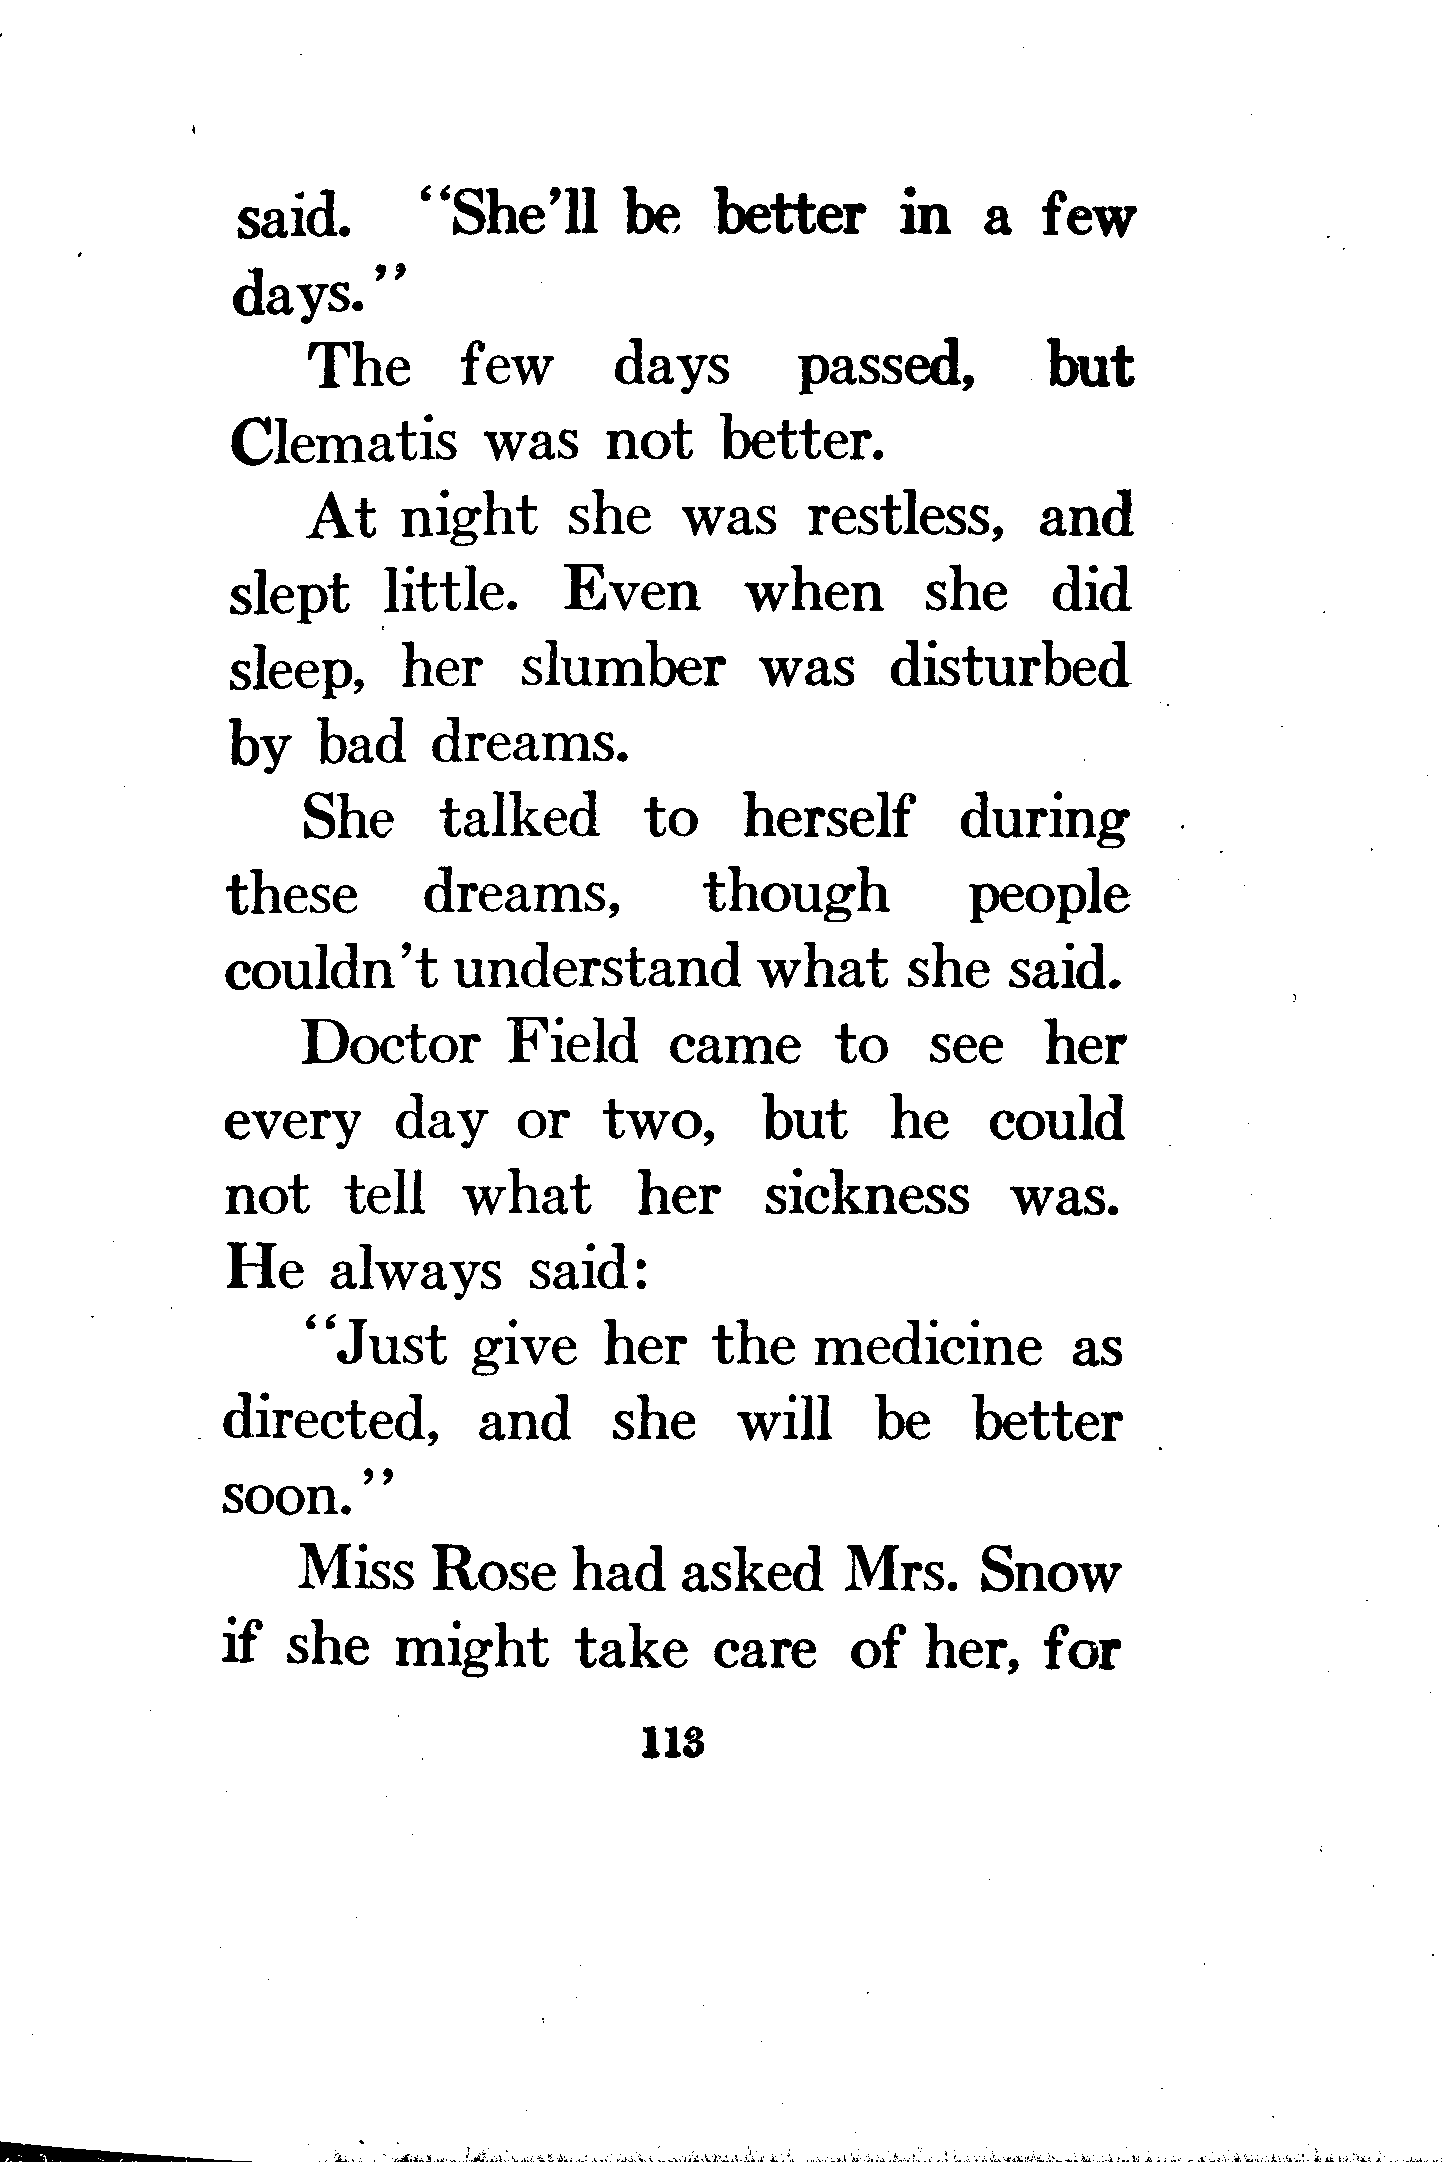 said. “She’ll be better in a few
days.”
The few days passed, but
Clematis was not better.
At night she was restless, and
slept little. Even when she did
sleep, her slumber was disturbed
by bad dreams.
She talked to herself during
these dreams, though people
couldn’t understand what she said.
Doctor Field came to see her
every day or two, but he could
not tell what her sickness was.
He always said:
“Just give her the medicine as
directed, and she will be better
soon.”
Miss Rose had asked Mrs. Snow
if she might take care of her, for
113